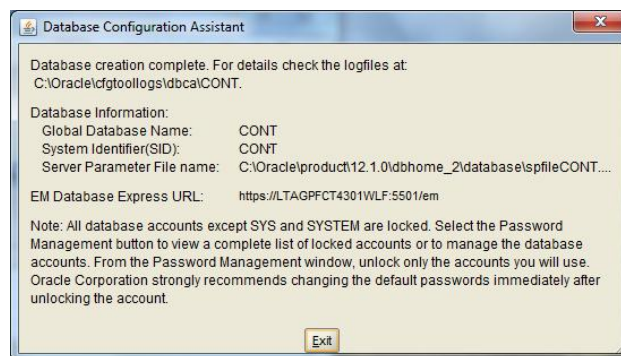 Database Configuration Assistant
Database creation complete. For details check the logfiles at:
C:\Oracle\cfgtoollogs\dbca\CONT.
Database Information:
Global Database Name: CONT
System Identifier(SID): CONT
Server Parameter File name: C:\Oracle\product\12.1.0\dbhome_2\database\spfileCONT....
EM Database Express URL: https://LTAGPFCT4301WLF:5501/em
Note: All database accounts except SYS and SYSTEM are locked. Select the Password
Management button to view a complete list of locked accounts or to manage the database
accounts. From the Password Management window, unlock only the accounts you will use.
Oracle Corporation strongly recommends changing the default passwords immediately after
unlocking the account.
Exit